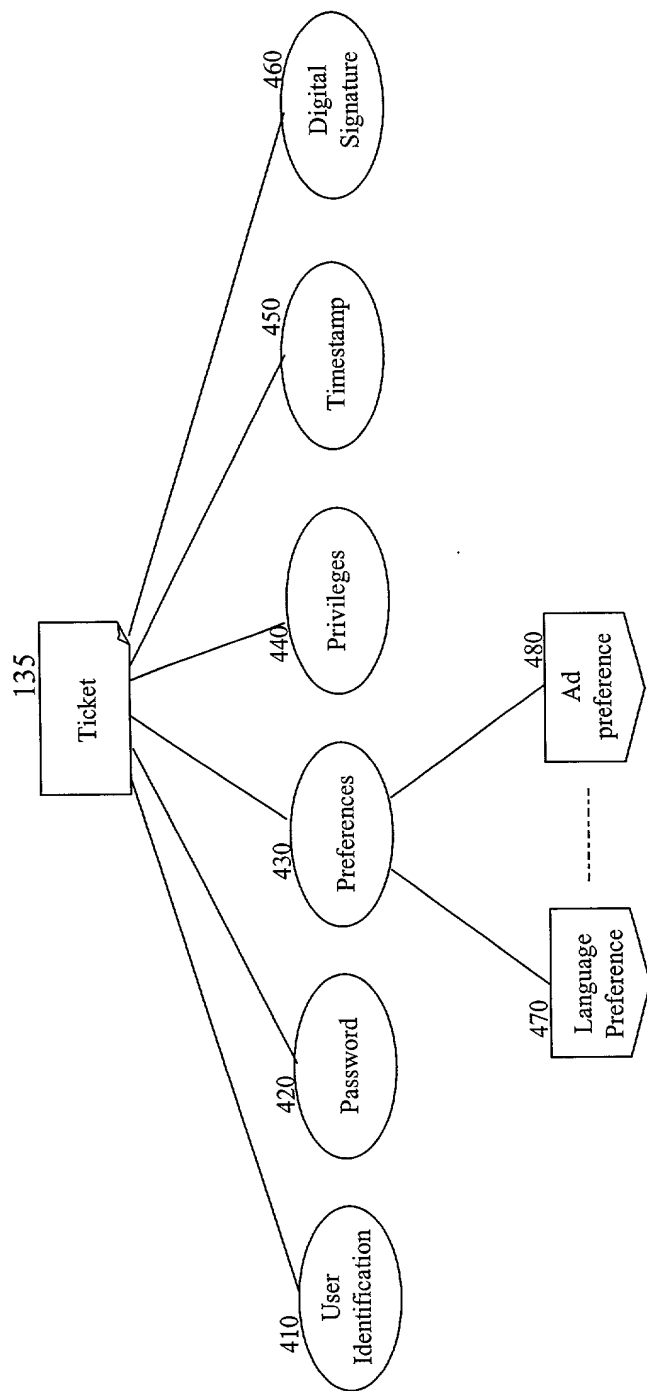 135
Ticket
410
User
Identification
420
Password
430
Preferences
440
Privileges
450
Timestamp
460
Digital
Signature
470
Language
Preference
480
Ad
preference